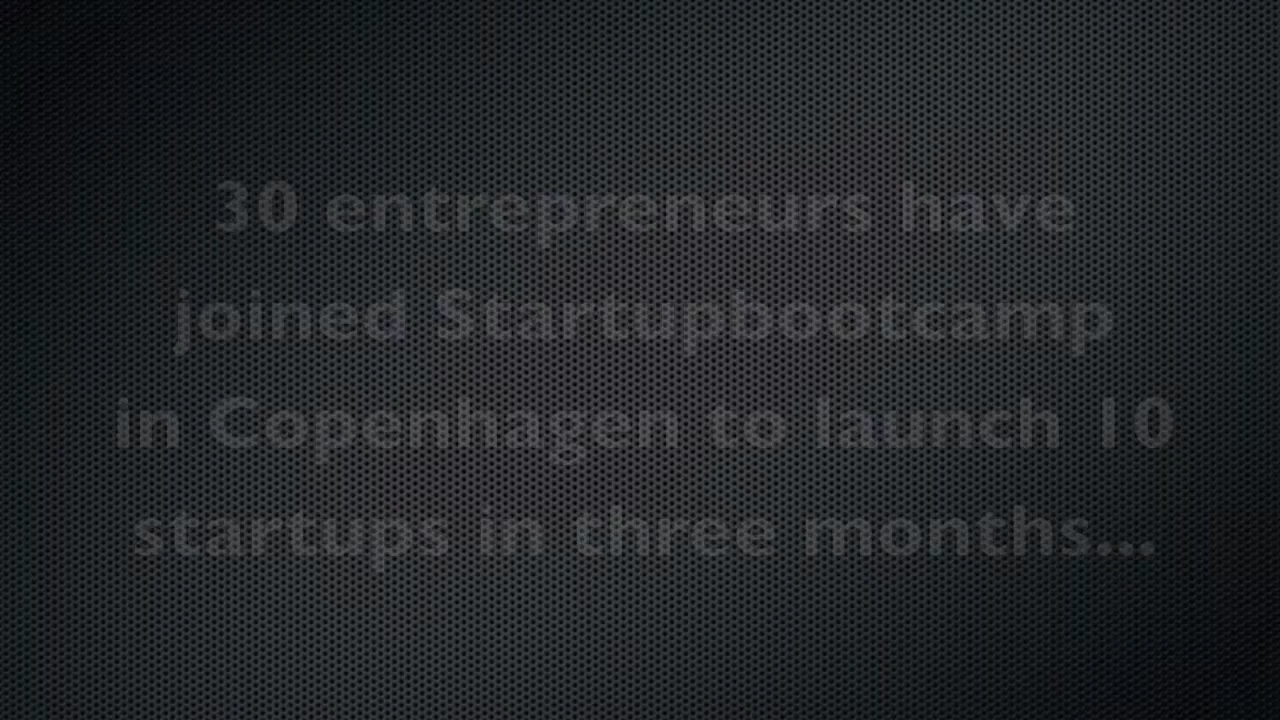 30 entrepreneurs have
joined Startupbootcamp
in Copenhagen to launch 10
startups in three months...